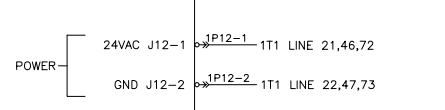 24VAC J12-1 1P12-1 1T1 LINE 21,46,72
POWER
GND J12-2 1P12-2 1T1 LINE 22,47,73